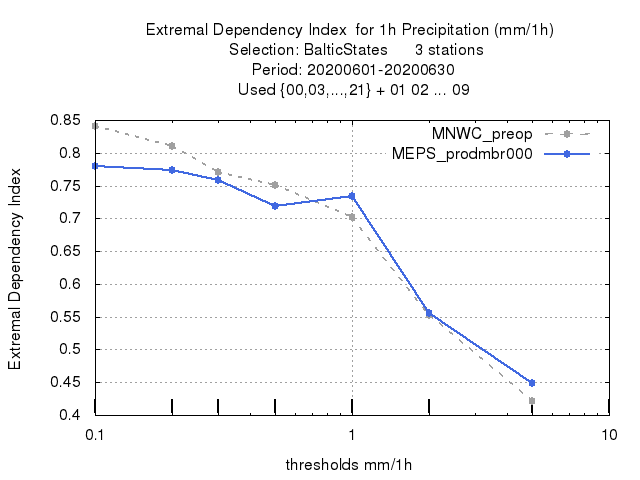 Extremal Dependency Index  for 1h Precipitation (mm/1h)
Selection: BalticStates      3 stations
Period: 20200601-20200630
Used {00,03,...,21} + 01 02 ... 09
MNWC_preop
MEPS_prodmbr000
Extremal Dependency Index
0.85
0.8
0.75
0.7
0.65
0.6
0.55
0.5
0.45
0.4
0.1 1 10
thresholds mm/1h